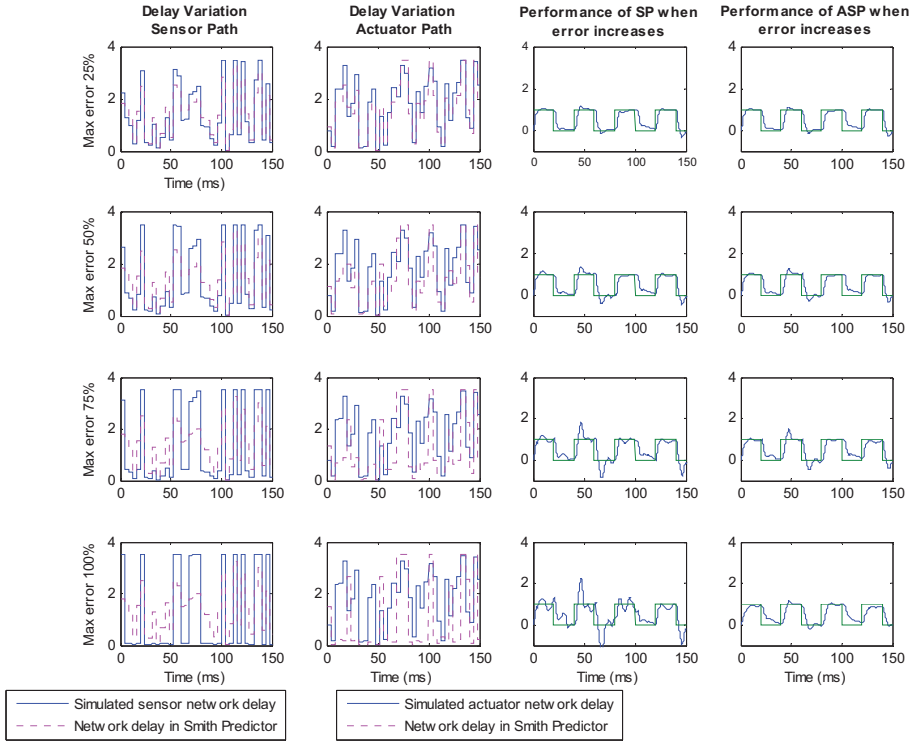 Delay Variation
Sensor Path
Delay Variation
Actuator Path
Performance of SP when
error increases
Performance of ASP when
error increases
Max error 25%
4
2
0
0 50 100 150
Time (ms)
4
2
0
0 50 100 150
4
2
0
0 50 100 150
4
2
0
0 50 100 150
Max error 50%
4
2
0
0 50 100 150
4
2
0
0 50 100 150
4
2
0
0 50 100 150
4
2
0
0 50 100 150
Max error 75%
4
2
0
0 50 100 150
4
2
0
0 50 100 150
4
2
0
0 50 100 150
4
2
0
0 50 100 150
Max error 100%
4
2
0
0 50 100 150
Time (ms)
4
2
0
0 50 100 150
Time (ms)
4
2
0
0 50 100 150
Time (ms)
4
2
0
0 50 100 150
Time (ms)
Simulated sensor network delay
Network delay in Smith Predictor
Simulated actuator network delay
Network delay in Smith Predictor